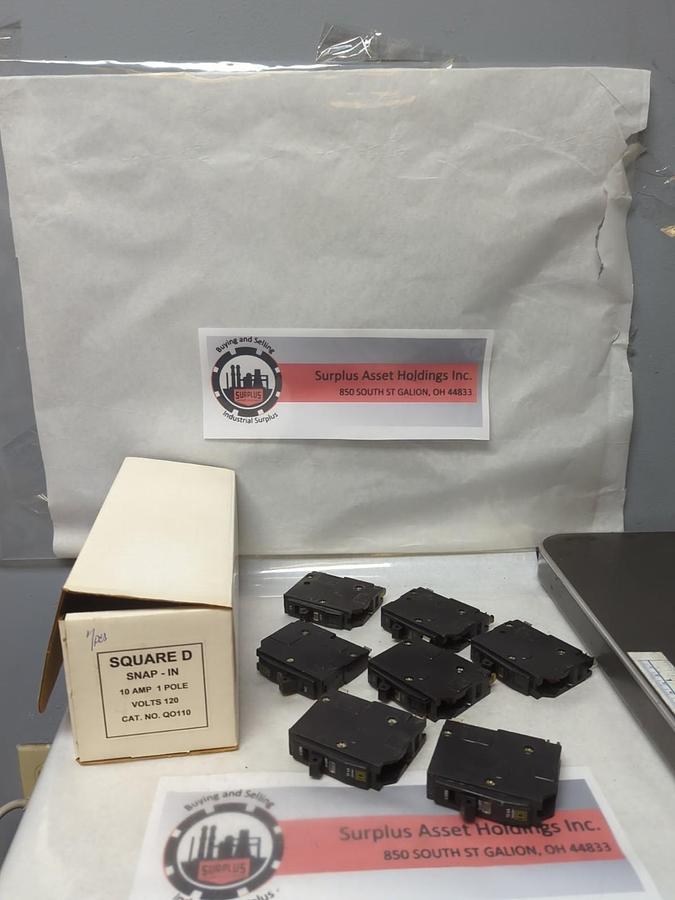 Buying and Selling
SURPLUS
Industrial Surplus
Surplus Asset Holdings Inc.
850 SOUTH ST GALION, OH 44833
SQUARE D
SNAP - IN
10 AMP 1 POLE
VOLTS 120
CAT. NO. QO110
Buying and Selling
SURPLUS
Surplus Asset Holdings Inc.
850 SOUTH ST GALION, OH 44833